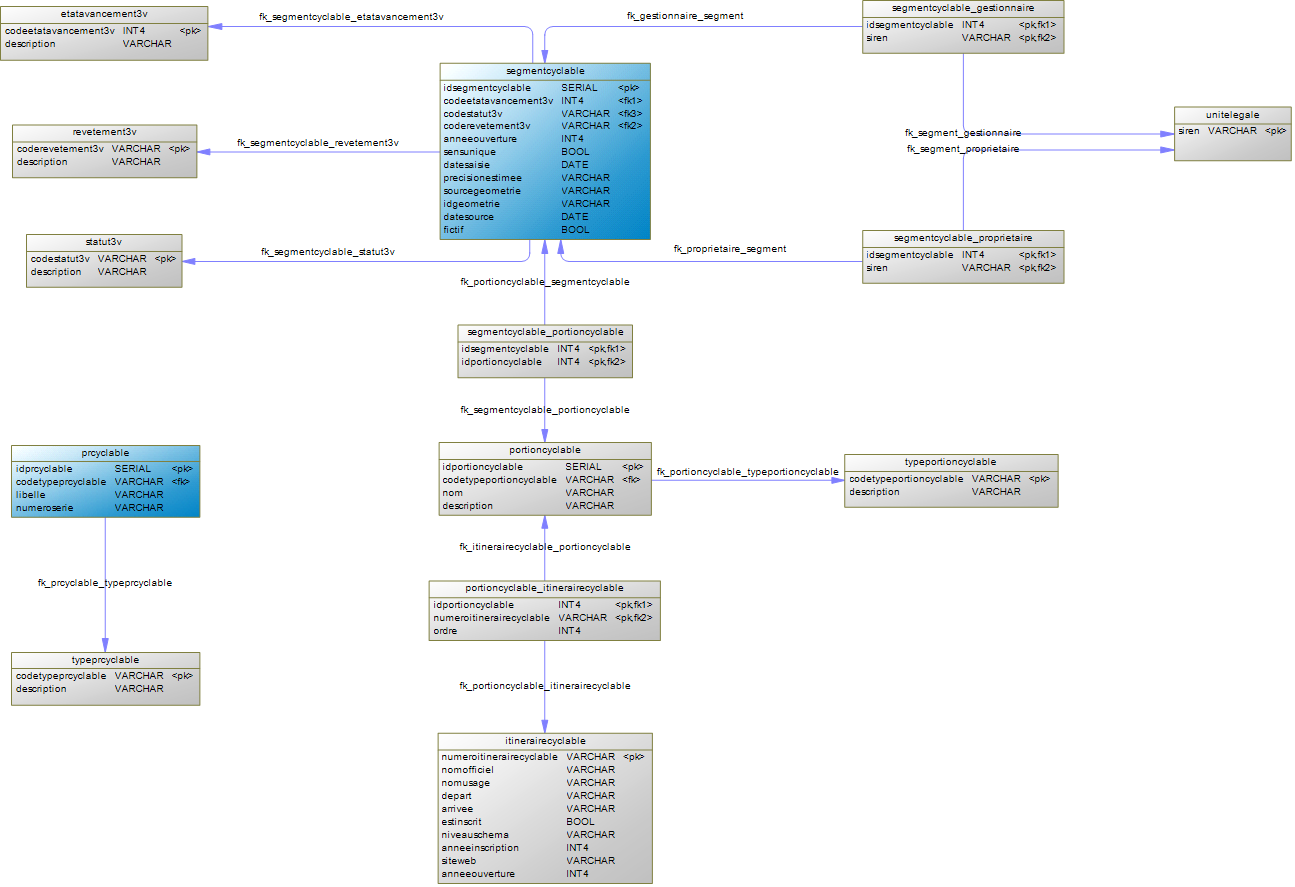 etatavancement3v
codeetatavancement3v INT4 <pk>
description VARCHAR
fk_segmentcyclable_etatavancement3v
fk_gestionnaire_segment
segmentcyclable_gestionnaire
idsegmentcyclable INT4 <pk,fk1>
siren VARCHAR <pk,fk2>
segmentcyclable
idsegmentcyclable SERIAL <pk>
codeetatavancement3v INT4 <fk1>
codestatut3v VARCHAR <fk3>
coderevetement3v VARCHAR <fk2>
anneeouverture INT4
sensunique BOOL
datesaisie DATE
precisionestimee VARCHAR
sourcegeometrie VARCHAR
idgeometrie VARCHAR
datesource DATE
fictif BOOL
unitelegale
siren VARCHAR <pk>
revetement3v
coderevetement3v VARCHAR <pk>
description VARCHAR
fk_segmentcyclable_revetement3v
fk_segment_gestionnaire
fk_segment_proprietaire
statut3v
codestatut3v VARCHAR <pk>
description VARCHAR
fk_segmentcyclable_statut3v
fk_proprietaire_segment
segmentcyclable_proprietaire
idsegmentcyclable INT4 <pk,fk1>
siren VARCHAR <pk,fk2>
fk_portioncyclable_segmentcyclable
segmentcyclable_portioncyclable
idsegmentcyclable INT4 <pk,fk1>
idportioncyclable INT4 <pk,fk2>
fk_segmentcyclable_portioncyclable
prcyclable
idprcyclable SERIAL <pk>
codetypeprcyclable VARCHAR <fk>
libelle VARCHAR
numeroserie VARCHAR
portioncyclable
idportioncyclable SERIAL <pk>
codetypeportioncyclable VARCHAR <fk>
nom VARCHAR
description VARCHAR
fk_portioncyclable_typeportioncyclable
typeportioncyclable
codetypeportioncyclable VARCHAR <pk>
description VARCHAR
fk_itinerairecyclable_portioncyclable
fk_prcyclable_typeprcyclable
portioncyclable_itinerairecyclable
idportioncyclable INT4 <pk,fk1>
numeroitinerairecyclable VARCHAR <pk,fk2>
ordre INT4
typeprcyclable
codetypeprcyclable VARCHAR <pk>
description VARCHAR
fk_portioncyclable_itinerairecyclable
itinerairecyclable
numeroitinerairecyclable VARCHAR <pk>
nomofficiel VARCHAR
nomusage VARCHAR
depart VARCHAR
arrivee VARCHAR
estinscrit BOOL
niveauschema VARCHAR
anneeinscription INT4
siteweb VARCHAR
anneeouverture INT4